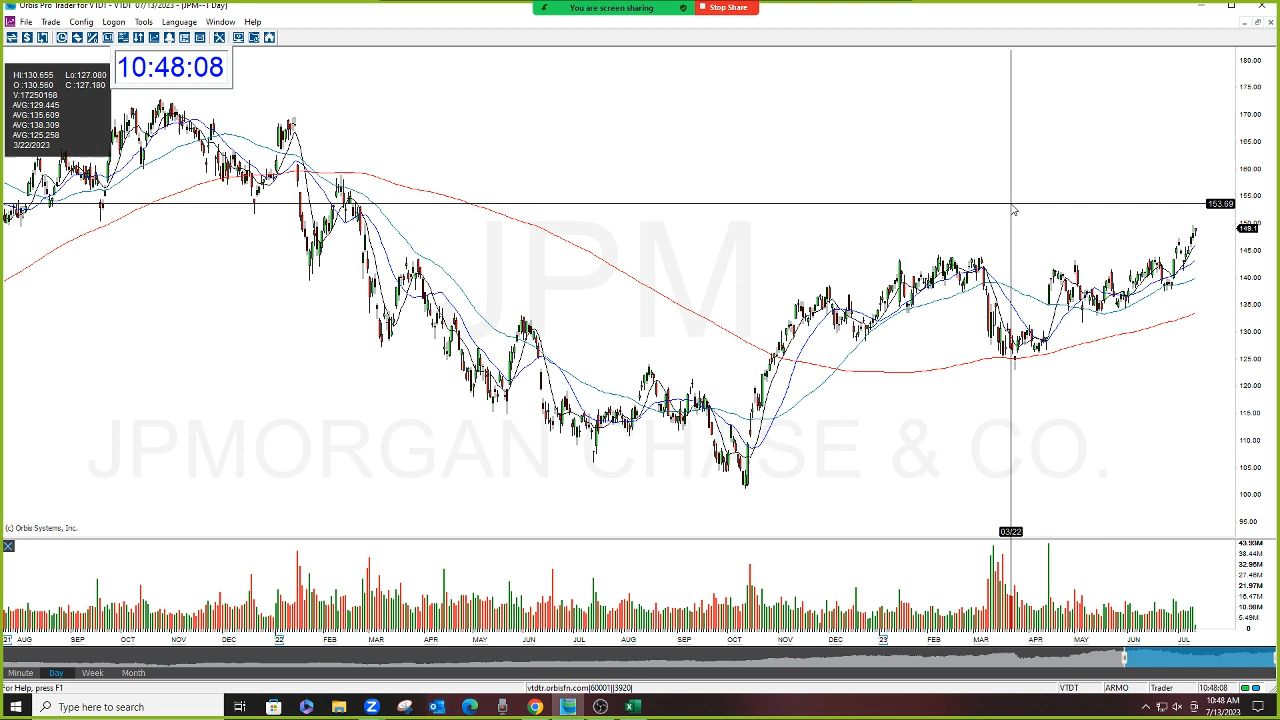 Orbis Pro Trader for VTDT - VTDT 07/13/2023 - [JPM--1 Day]
You are screen sharing
Stop Share
File Trade Config Logon Tools Language Window Help
Hi:130.655 Lo:127.080
O :130.560 C :127.180
V:17250168
AVG:129.445
AVG:135.609
AVG:138.309
AVG:125.258
3/22/2023
10:48:08
JPM
JPMORGAN CHASE & CO.
180.00
175.00
170.00
165.00
160.00
155.00
153.69
150.00
149.1
145.00
140.00
135.00
130.00
125.00
120.00
115.00
110.00
105.00
100.00
95.00
(c) Orbis Systems, Inc.
03/22
43.93M
38.44M
32.95M
27.46M
21.97M
16.47M
10.98M
5.49M
0
21 AUG SEP OCT NOV DEC 22 FEB MAR APR MAY JUN JUL AUG SEP OCT NOV DEC 23 FEB MAR APR MAY JUN JUL
Minute Day Week Month
For Help, press F1
vtdtr.orbisfn.com|60001||3920|
VTDT ARMO Trader 10:48:08
Type here to search
10:48 AM
7/13/2023